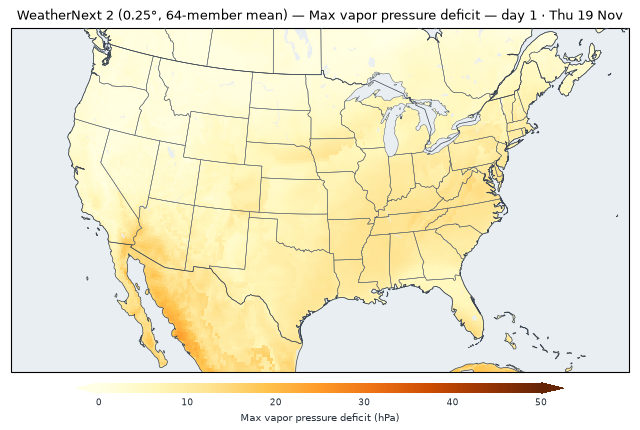 WeatherNext 2 (0.25°, 64-member mean) — Max vapor pressure deficit — day 1 · Thu 19 Nov
0 10 20 30 40 50
Max vapor pressure deficit (hPa)